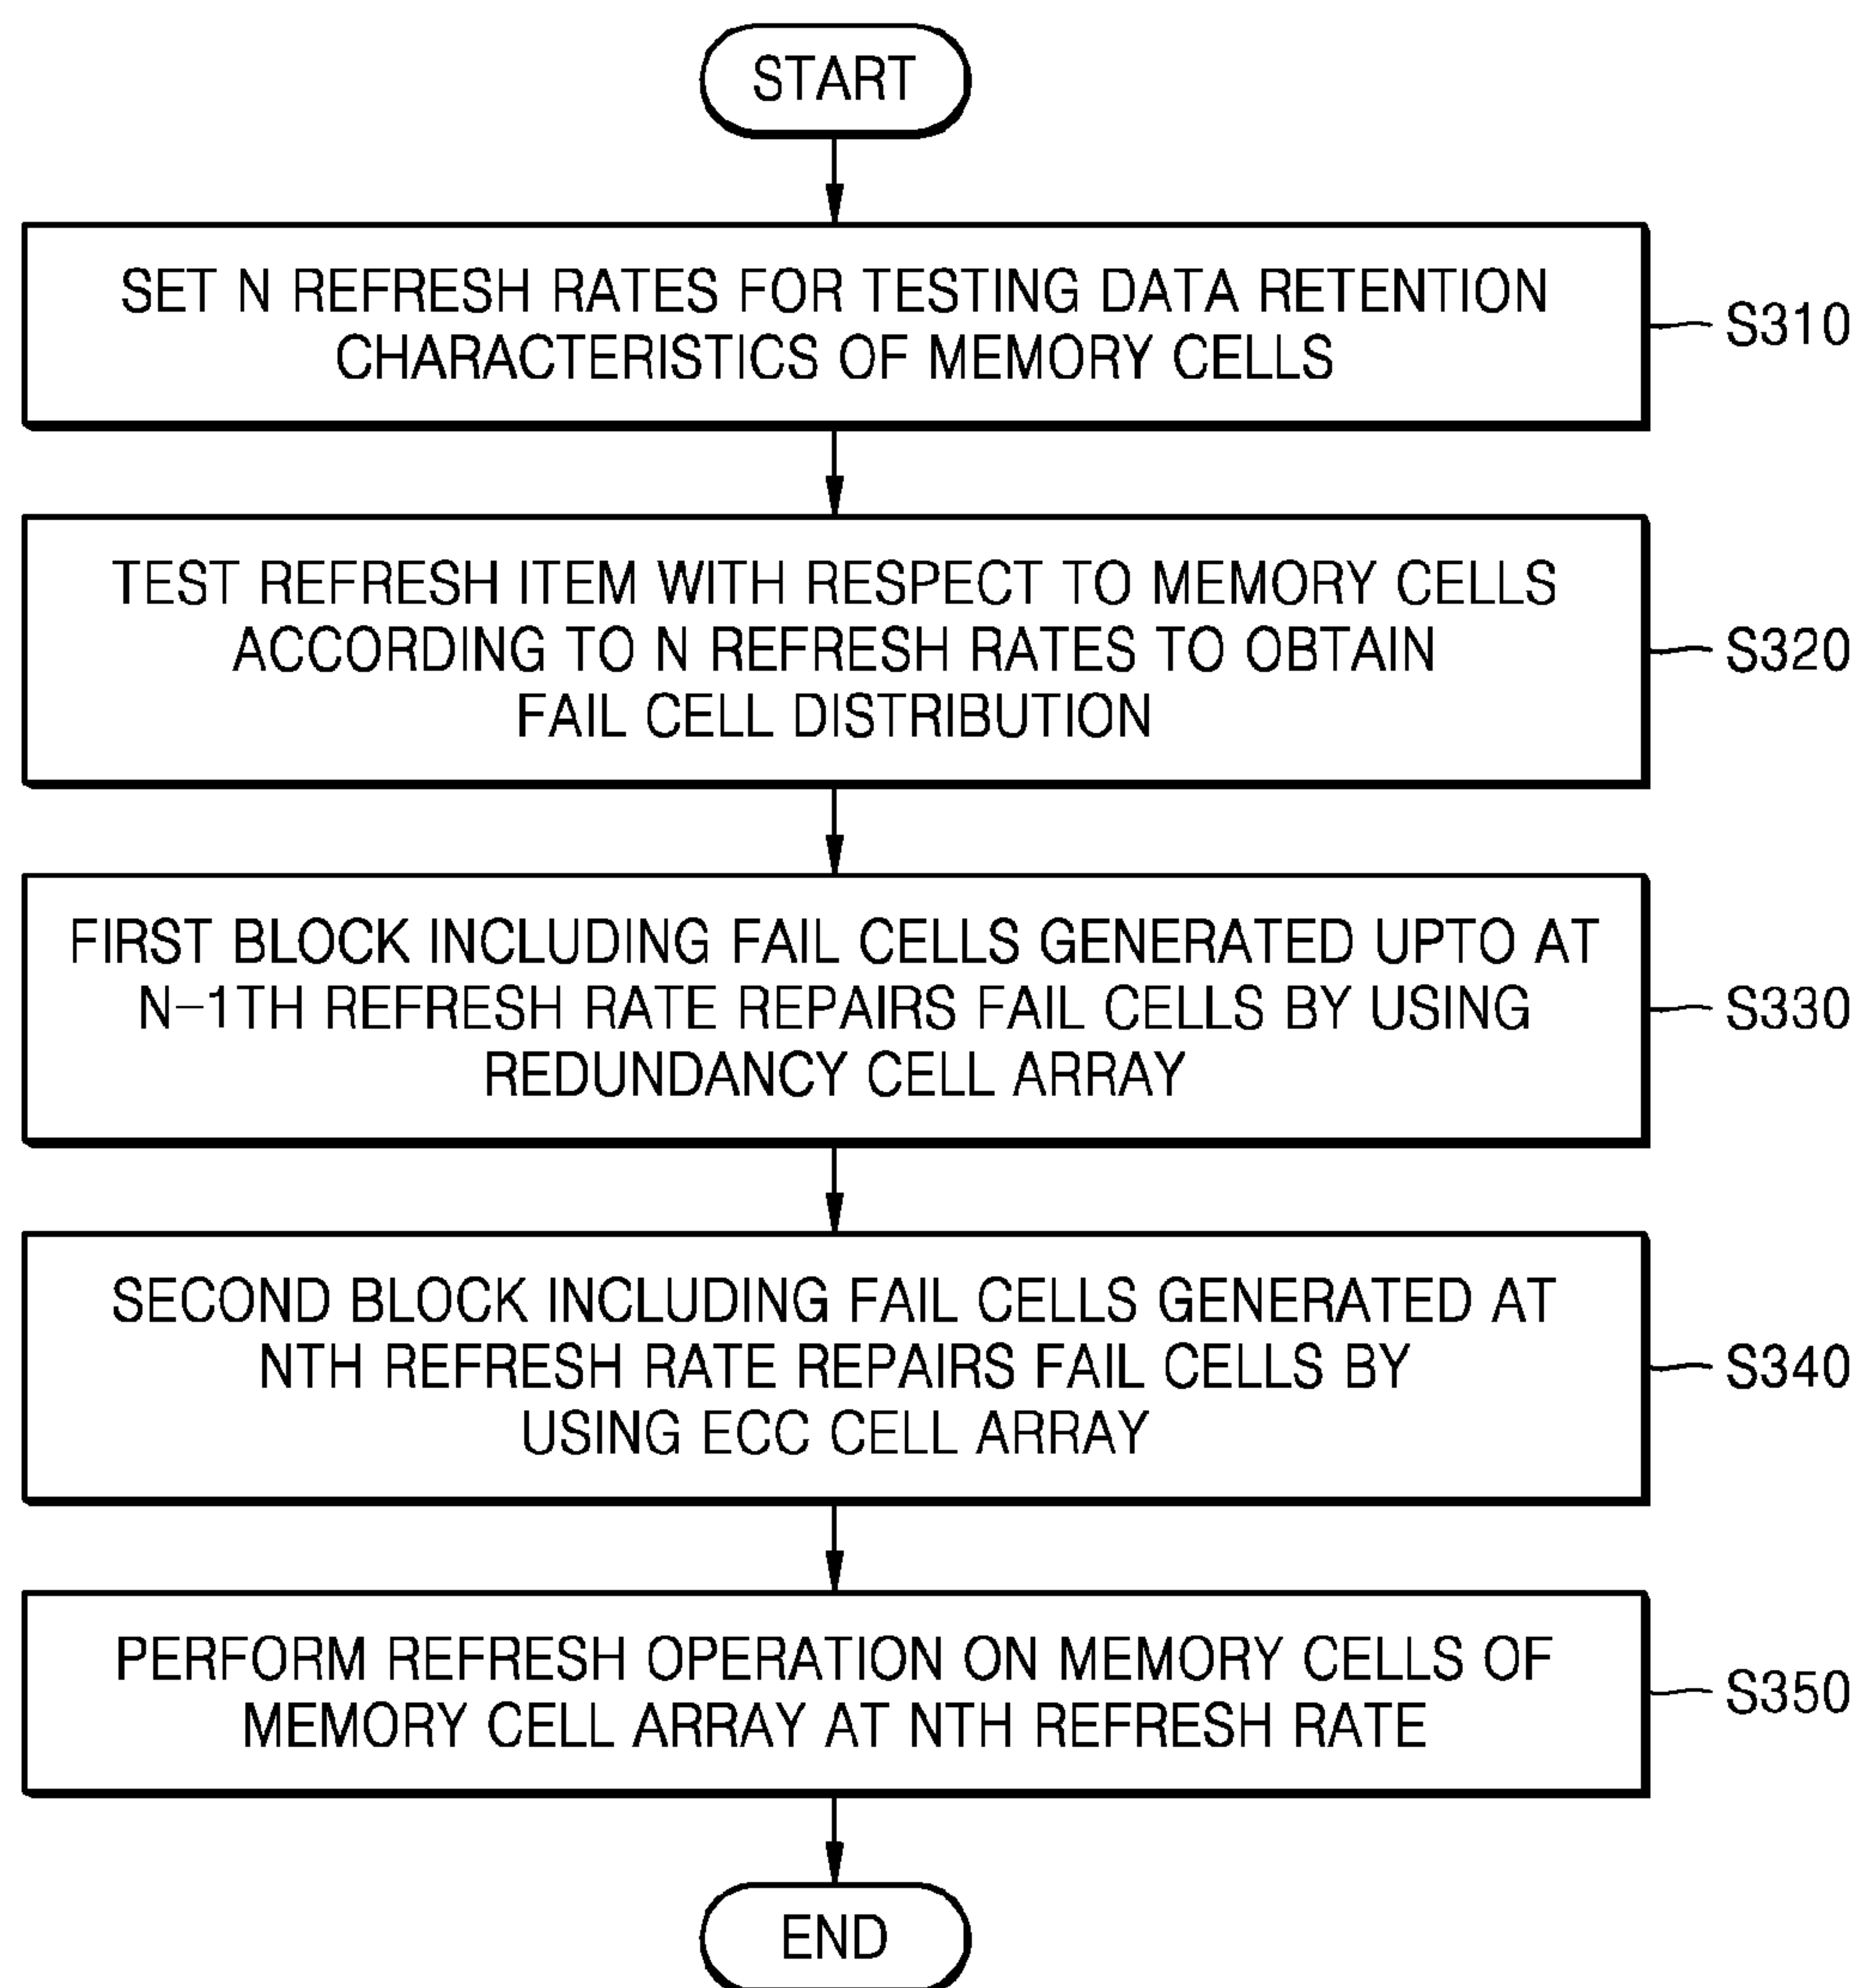 START
SET N REFRESH RATES FOR TESTING DATA RETENTION
CHARACTERISTICS OF MEMORY CELLS
S310
TEST REFRESH ITEM WITH RESPECT TO MEMORY CELLS
ACCORDING TO N REFRESH RATES TO OBTAIN
FAIL CELL DISTRIBUTION
S320
FIRST BLOCK INCLUDING FAIL CELLS GENERATED UPTO AT
N-1TH REFRESH RATE REPAIRS FAIL CELLS BY USING
REDUNDANCY CELL ARRAY
S330
SECOND BLOCK INCLUDING FAIL CELLS GENERATED AT
NTH REFRESH RATE REPAIRS FAIL CELLS BY
USING ECC CELL ARRAY
S340
PERFORM REFRESH OPERATION ON MEMORY CELLS OF
MEMORY CELL ARRAY AT NTH REFRESH RATE
S350
END